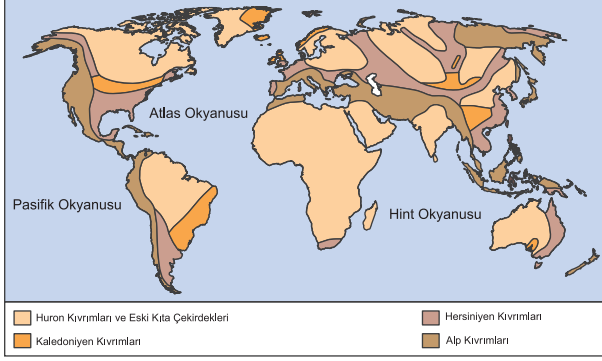 Atlas Okyanusu
Pasifik Okyanusu
Hint Okyanusu
Huron Kıvrımları ve Eski Kıta Çekirdekleri
Hersiniyen Kıvrımları
Kaledoniyen Kıvrımları
Alp Kıvrımları